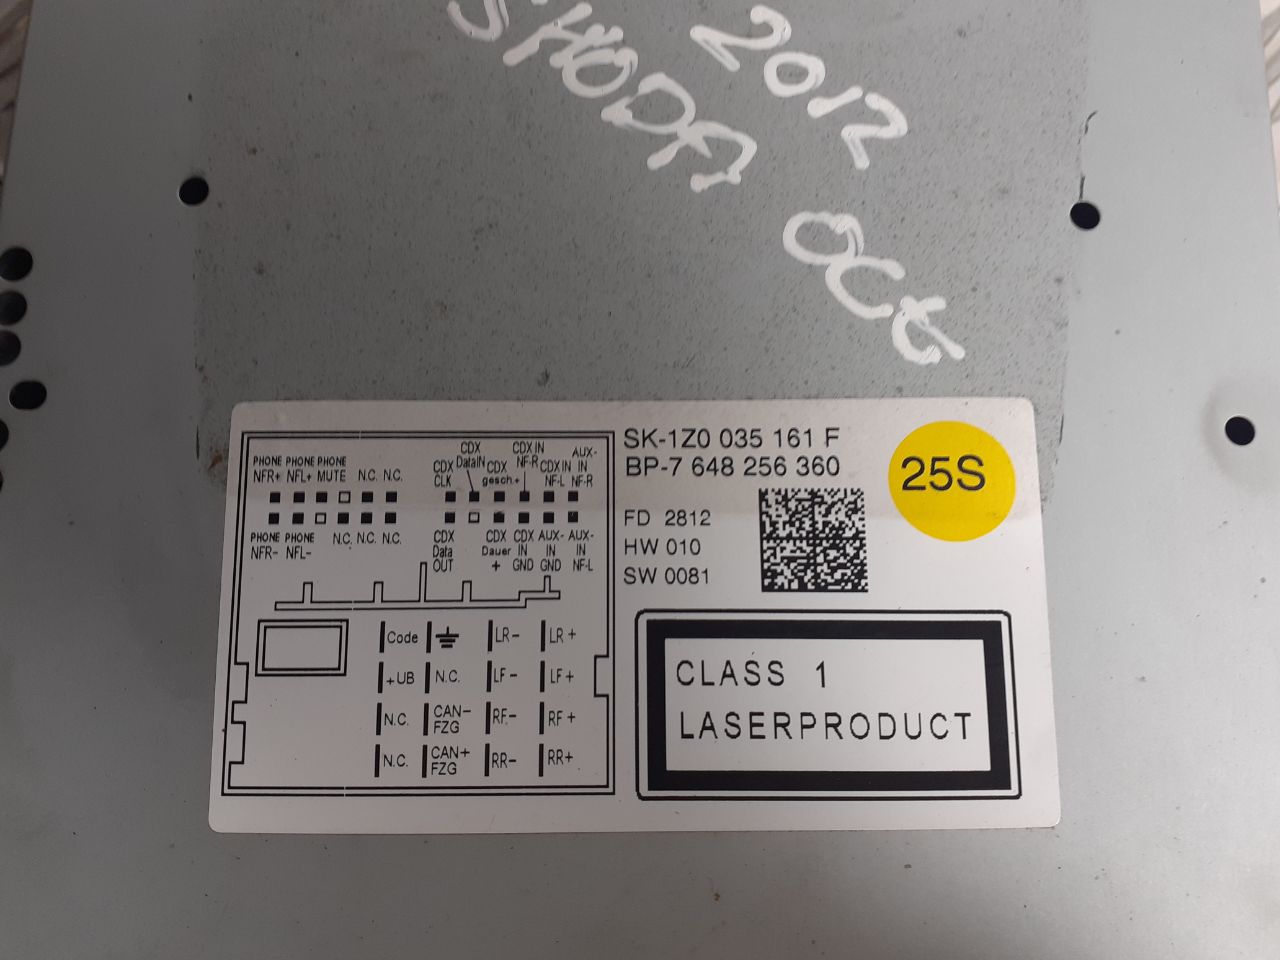 2012
SHODA
OCt
SK-1Z0 035 161 F
BP-7 648 256 360
25S
FD 2812
HW 010
SW 0081
CLASS 1
LASERPRODUCT
PHONE NFR+
PHONE NFL+
PHONE MUTE
N.C. N.C.
CDX CLK
CDX DataIN
CDX gesch.+
CDX IN NF-R
CDX IN NF-L
AUX-IN NF-R
PHONE NFR-
PHONE NFL-
N.C. N.C. N.C.
CDX Data OUT
CDX Dauer +
CDX IN GND
AUX-IN GND
AUX-IN NF-L
Code LR- LR+
+UB N.C. LF- LF+
N.C. CAN- FZG RF- RF+
N.C. CAN+ FZG RR- RR+